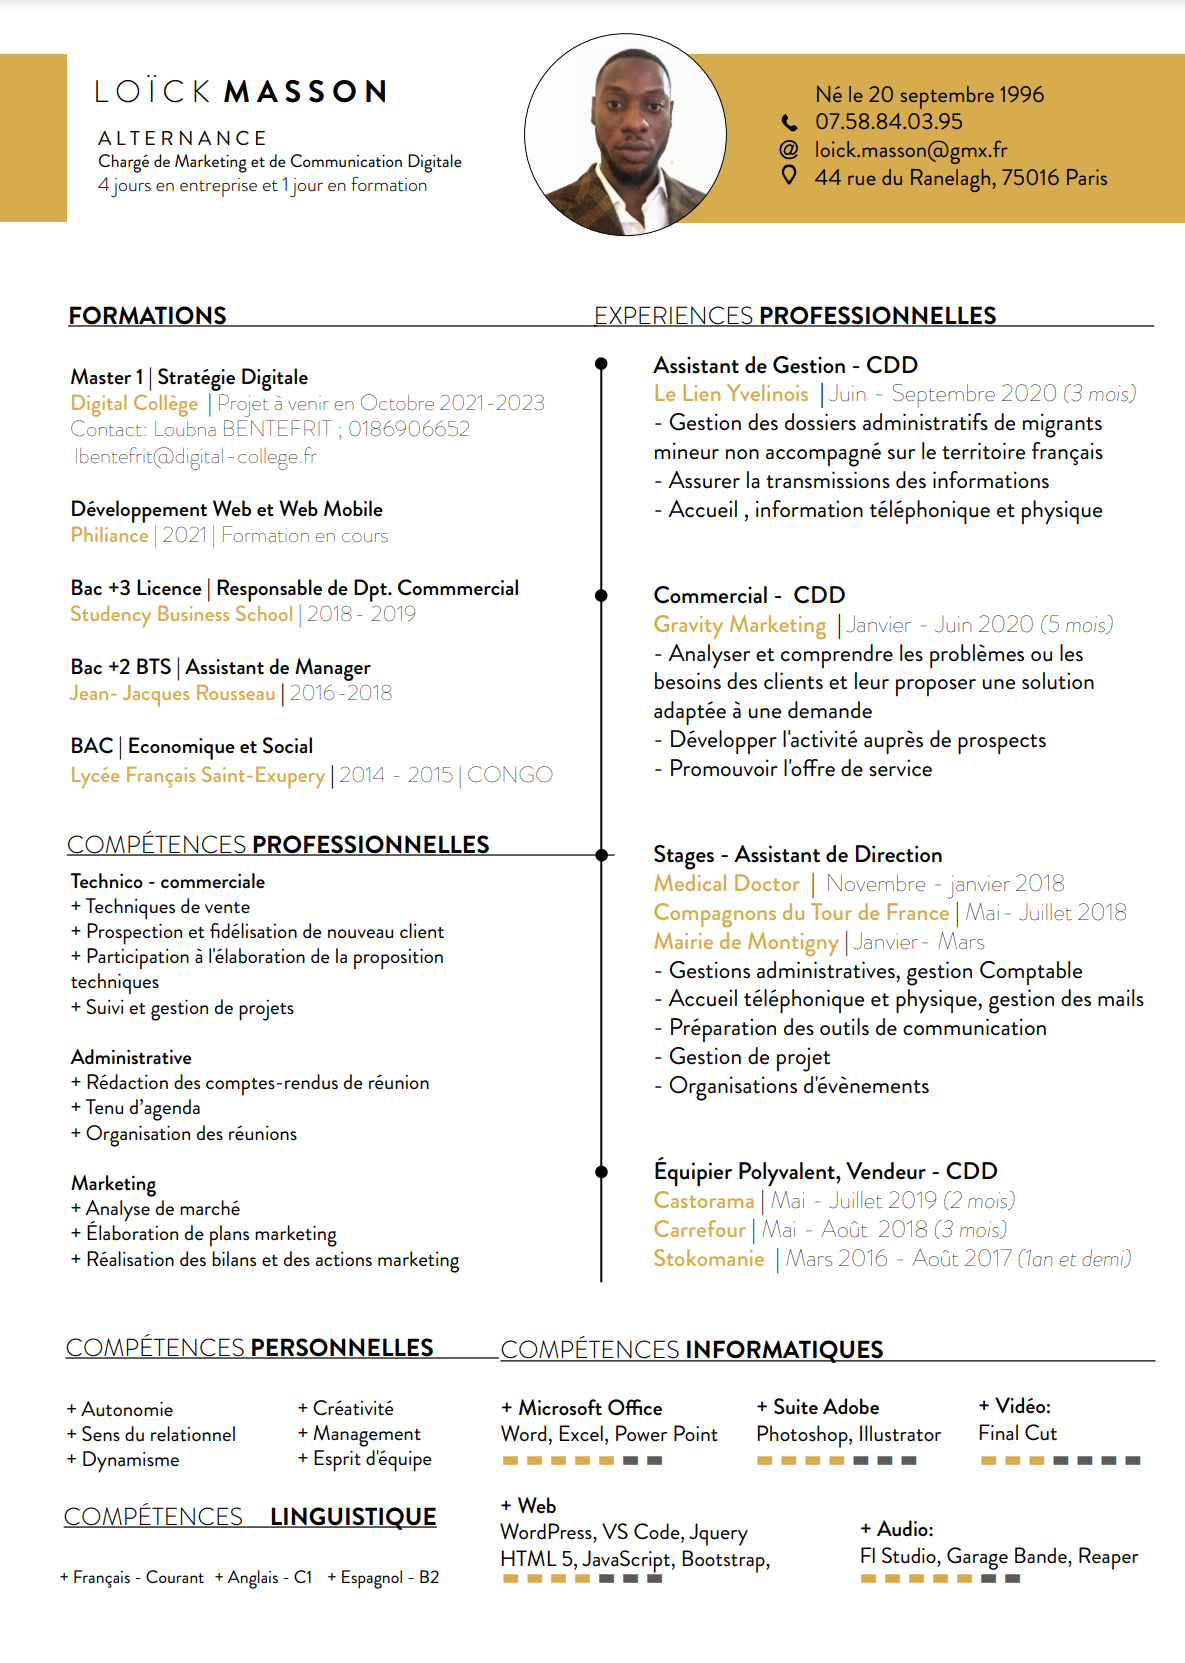 LOÏCK MASSON
ALTERNANCE
Chargé de Marketing et de Communication Digitale
4 jours en entreprise et 1 jour en formation
Né le 20 septembre 1996
07.58.84.03.95
loick.masson@gmx.fr
44 rue du Ranelagh, 75016 Paris
FORMATIONS
Master 1 | Stratégie Digitale
Digital Collège | Projet à venir en Octobre 2021-2023
Contact: Loubna BENTEFRIT ; 0186906652
lbentefrit@digital-college.fr
Développement Web et Web Mobile
Philiance | 2021 | Formation en cours
Bac +3 Licence | Responsable de Dpt. Commmercial
Studency Business School | 2018 - 2019
Bac +2 BTS | Assistant de Manager
Jean- Jacques Rousseau | 2016-2018
BAC | Economique et Social
Lycée Français Saint-Exupery | 2014 - 2015 | CONGO
COMPÉTENCES PROFESSIONNELLES
Technico - commerciale
+ Techniques de vente
+ Prospection et fidélisation de nouveau client
+ Participation à l'élaboration de la proposition
techniques
+ Suivi et gestion de projets
Administrative
+ Rédaction des comptes-rendus de réunion
+ Tenu d'agenda
+ Organisation des réunions
Marketing
+ Analyse de marché
+ Élaboration de plans marketing
+ Réalisation des bilans et des actions marketing
EXPERIENCES PROFESSIONNELLES
Assistant de Gestion - CDD
Le Lien Yvelinois | Juin - Septembre 2020 (3 mois)
- Gestion des dossiers administratifs de migrants
mineur non accompagné sur le territoire français
- Assurer la transmissions des informations
- Accueil , information téléphonique et physique
Commercial - CDD
Gravity Marketing | Janvier - Juin 2020 (5 mois)
- Analyser et comprendre les problèmes ou les
besoins des clients et leur proposer une solution
adaptée à une demande
- Développer l'activité auprès de prospects
- Promouvoir l'offre de service
Stages - Assistant de Direction
Medical Doctor | Novembre - janvier 2018
Compagnons du Tour de France | Mai - Juillet 2018
Mairie de Montigny | Janvier - Mars
- Gestions administratives, gestion Comptable
- Accueil téléphonique et physique, gestion des mails
- Préparation des outils de communication
- Gestion de projet
- Organisations d'évènements
Équipier Polyvalent, Vendeur - CDD
Castorama | Mai - Juillet 2019 (2 mois)
Carrefour | Mai - Août 2018 (3 mois)
Stokomanie | Mars 2016 - Août 2017 (1an et demi)
COMPÉTENCES PERSONNELLES
+ Autonomie
+ Sens du relationnel
+ Dynamisme
+ Créativité
+ Management
+ Esprit d'équipe
COMPÉTENCES LINGUISTIQUE
+ Français - Courant + Anglais - C1 + Espagnol - B2
COMPÉTENCES INFORMATIQUES
+ Microsoft Office
Word, Excel, Power Point
+ Suite Adobe
Photoshop, Illustrator
+ Vidéo:
Final Cut
+ Web
WordPress, VS Code, Jquery
HTML 5, JavaScript, Bootstrap,
+ Audio:
Fl Studio, Garage Bande, Reaper